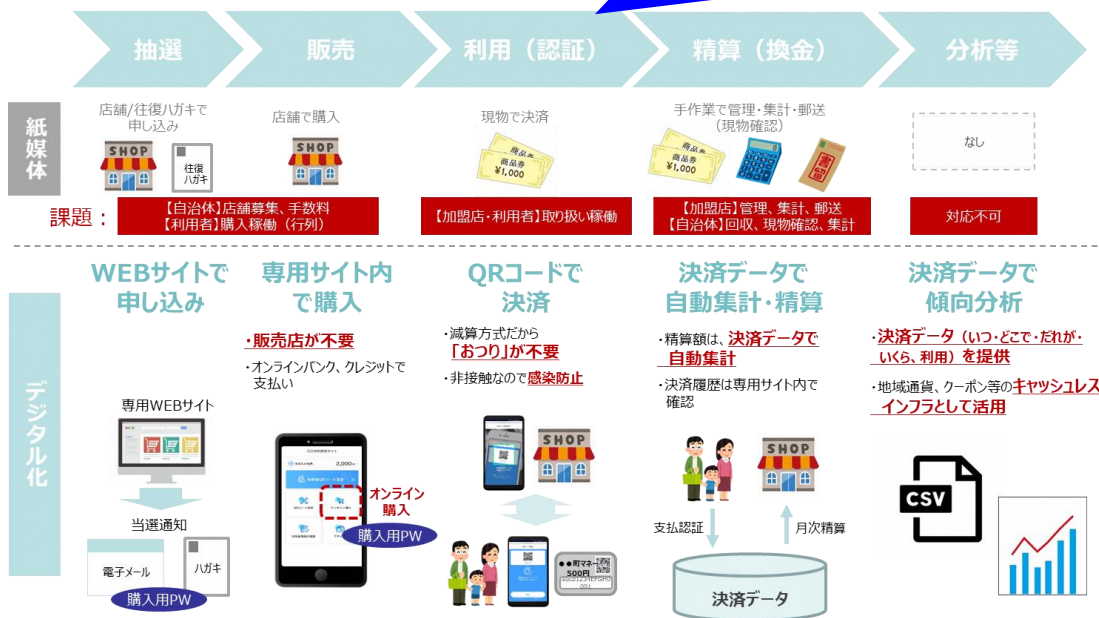 抽選
販売
利用（認証）
精算（換金）
分析等
紙媒体
店舗/往復ハガキで
申し込み
SHOP
往復
ハガキ
店舗で購入
SHOP
現物で決済
商品券
商品券
¥1,000
手作業で管理・集計・郵送
（現物確認）
商品券
商品券
¥1,000
なし
課題：
【自治体】店舗募集、手数料
【利用者】購入稼働（行列）
【加盟店・利用者】取り扱い稼働
【加盟店】管理、集計、郵送
【自治体】回収、現物確認、集計
対応不可
デジタル化
WEBサイトで
申し込み
専用WEBサイト
当選通知
電子メール
ハガキ
購入用PW
専用サイト内
で購入
・販売店が不要
・オンラインバンク、クレジットで
支払い
2,000
オンライン
購入
購入用PW
QRコードで
決済
・減算方式だから
「おつり」が不要
・非接触なので感染防止
SHOP
●●町マネー
500円
001
決済データで
自動集計・精算
・精算額は、決済データで
自動集計
・決済履歴は専用サイト内で
確認
SHOP
支払認証
月次精算
決済データ
決済データで
傾向分析
・決済データ（いつ・どこで・だれが・
いくら、利用）を提供
・地域通貨、クーポン等のキャッシュレス
インフラとして活用
CSV